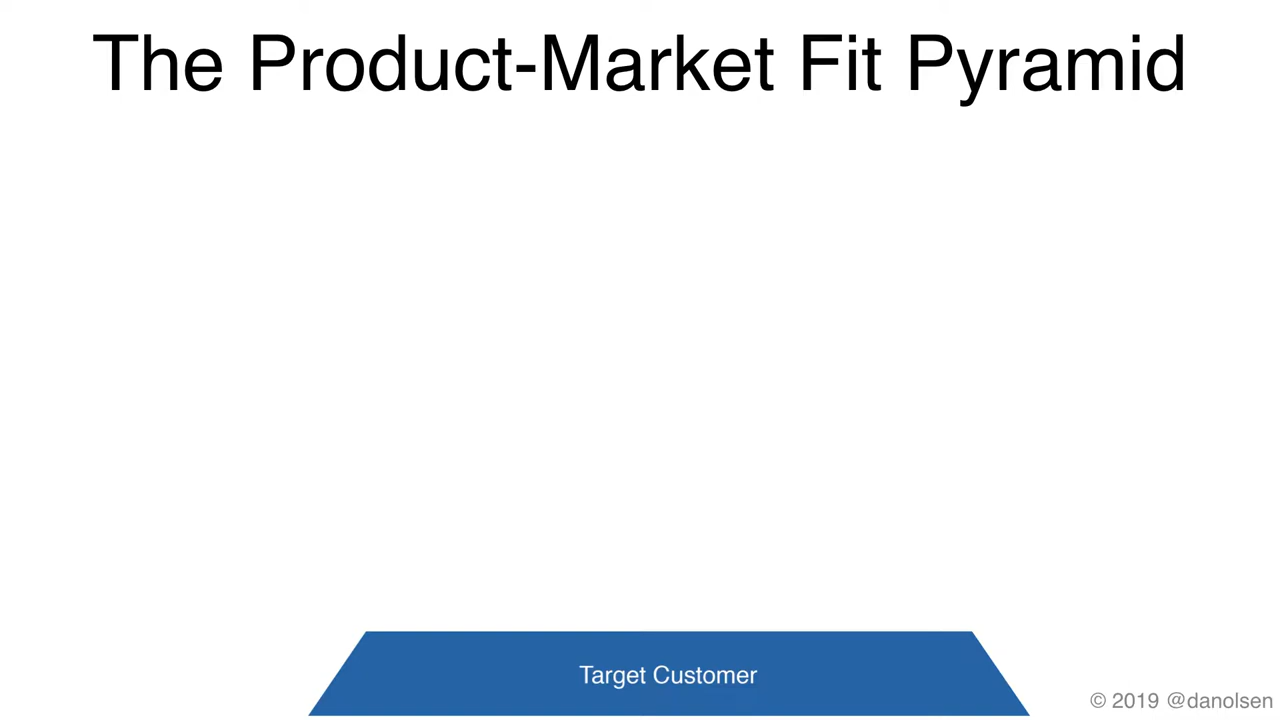 The Product-Market Fit Pyramid
Target Customer
© 2019 @danolsen